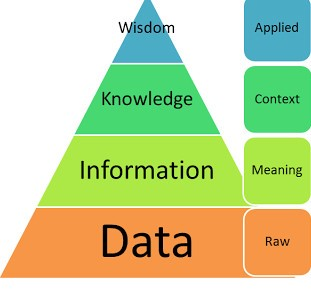 Wisdom
Applied
Knowledge
Context
Information
Meaning
Data
Raw